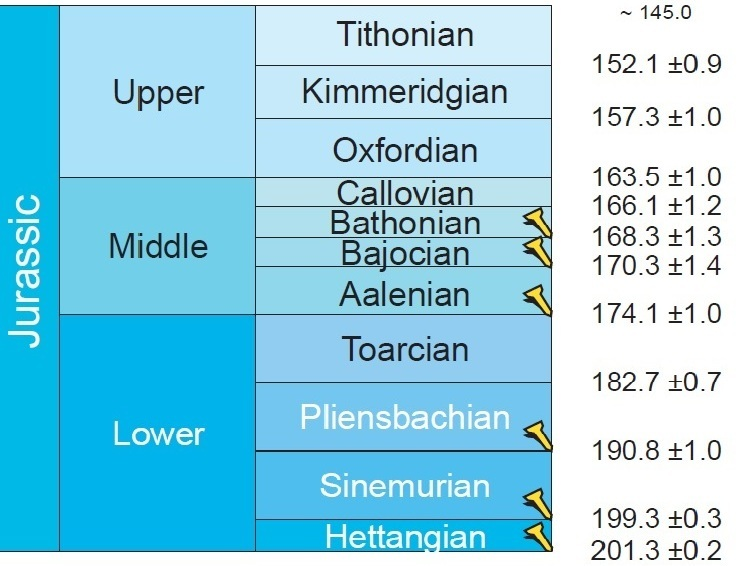 ~ 145.0
Tithonian
152.1 ±0.9
Upper
Kimmeridgian
157.3 ±1.0
Oxfordian
163.5 ±1.0
Callovian
166.1 ±1.2
Bathonian
168.3 ±1.3
Jurassic
Middle
Bajocian
170.3 ±1.4
Aalenian
174.1 ±1.0
Toarcian
182.7 ±0.7
Lower
Pliensbachian
190.8 ±1.0
Sinemurian
199.3 ±0.3
Hettangian
201.3 ±0.2